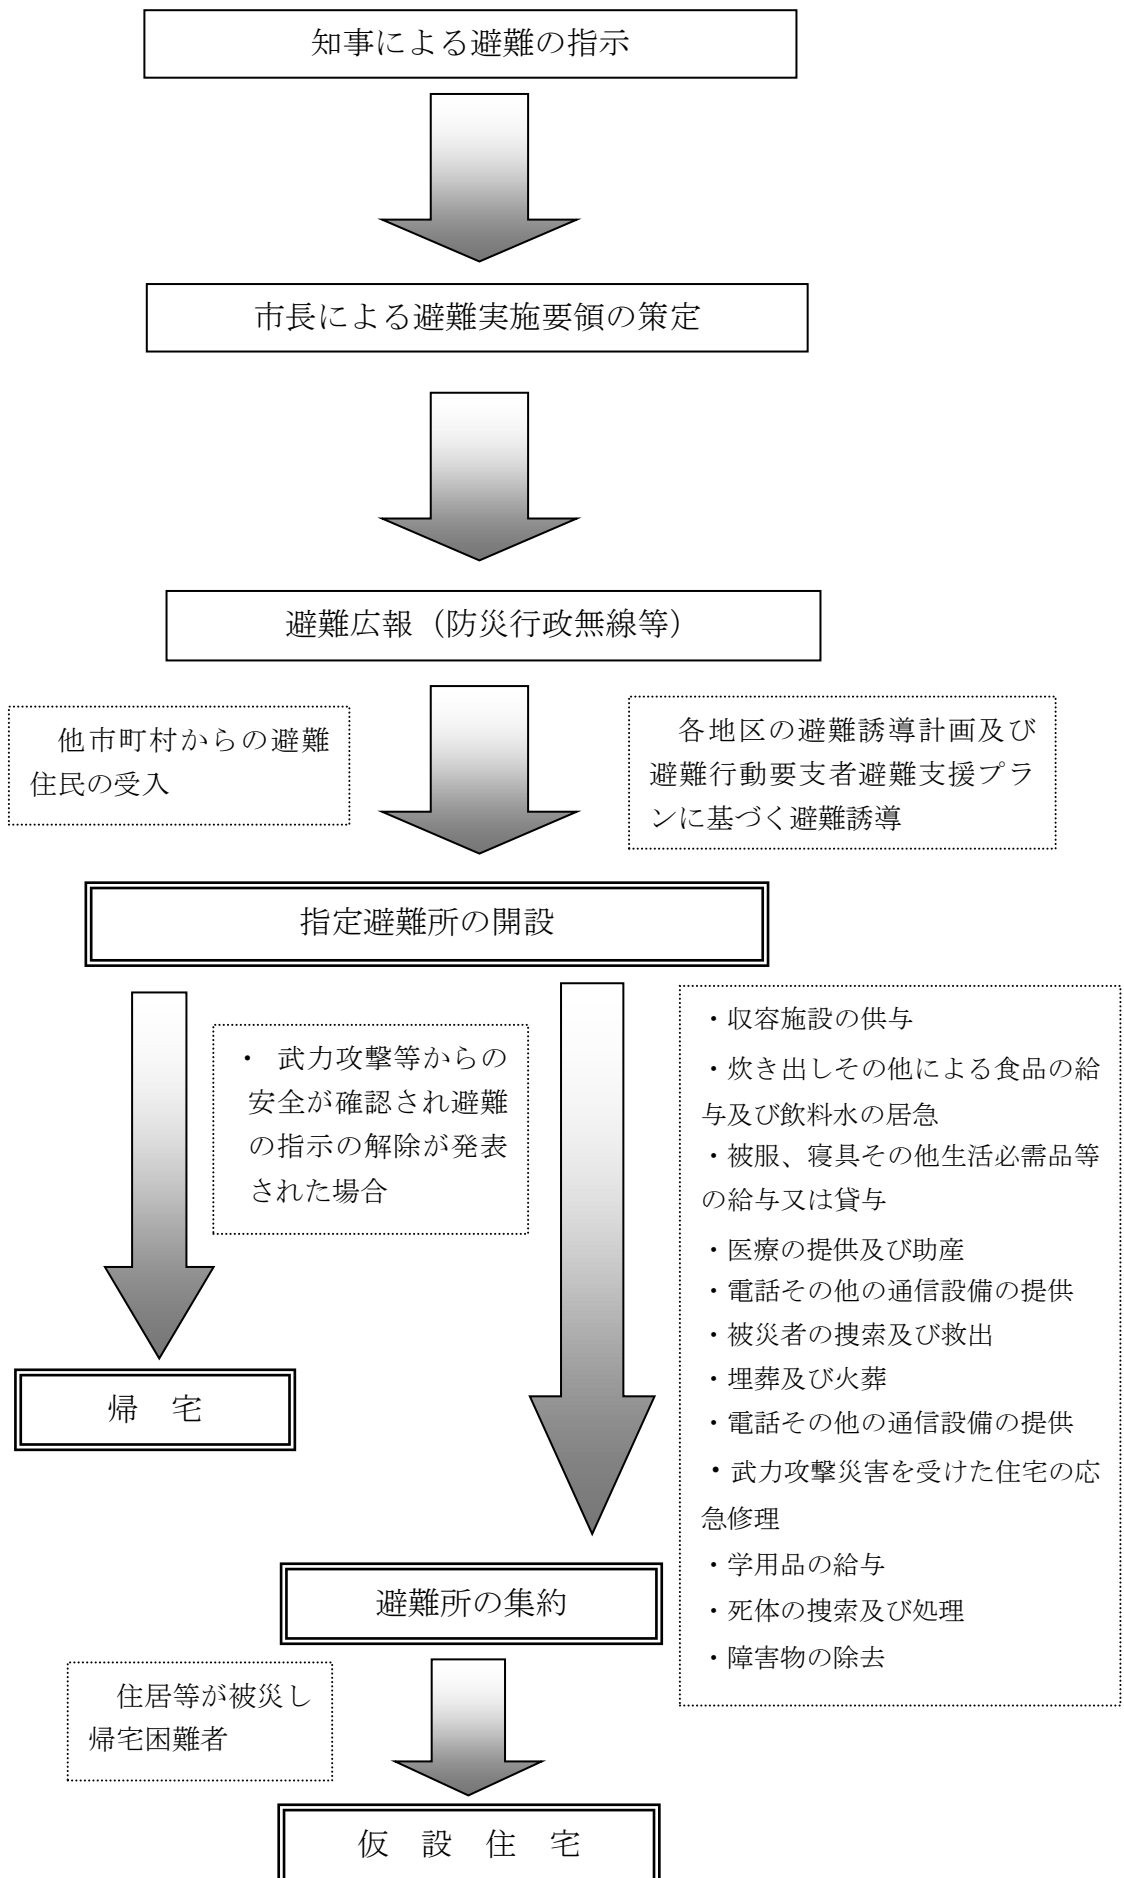 知事による避難の指示
市長による避難実施要領の策定
避難広報（防災行政無線等）
他市町村からの避難
住民の受入
各地区の避難誘導計画及び
避難行動要支者避難支援プラ
ンに基づく避難誘導
指定避難所の開設
・ 武力攻撃等からの
安全が確認され避難
の指示の解除が発表
された場合
・収容施設の供与
・炊き出しその他による食品の給
与及び飲料水の居急
・被服、寝具その他生活必需品等
の給与又は貸与
・医療の提供及び助産
・電話その他の通信設備の提供
・被災者の捜索及び救出
・埋葬及び火葬
・電話その他の通信設備の提供
・武力攻撃災害を受けた住宅の応
急修理
・学用品の給与
・死体の捜索及び処理
・障害物の除去
帰　宅
避難所の集約
住居等が被災し
帰宅困難者
仮　設　住　宅